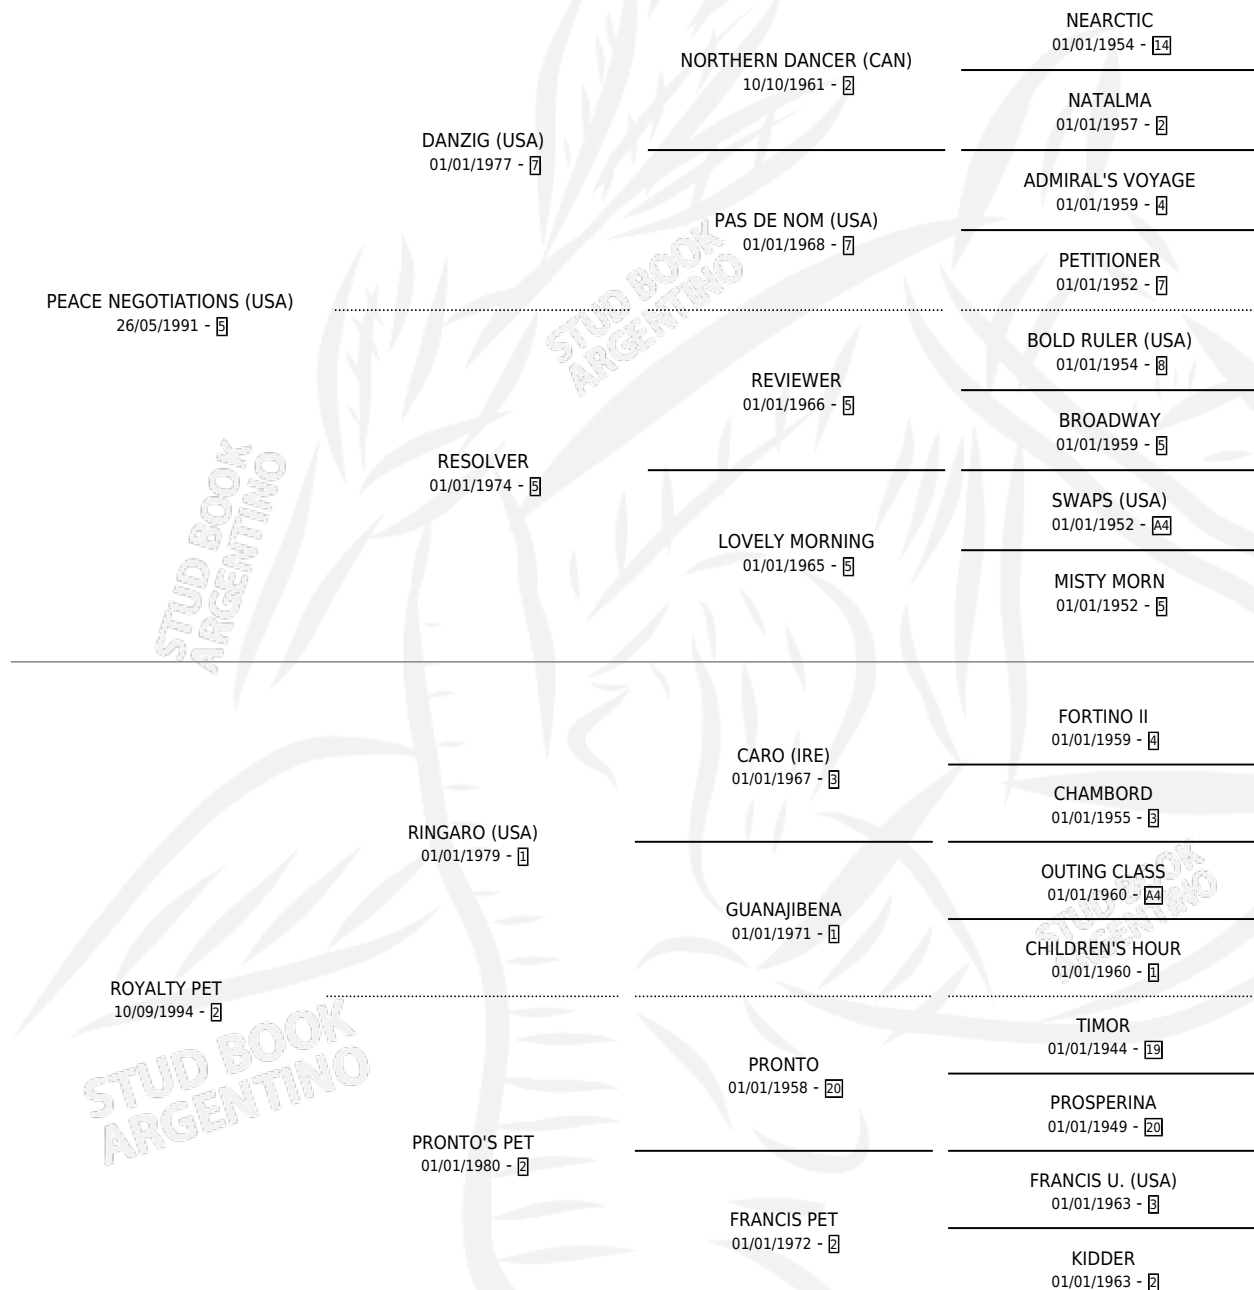 NEARCTIC
01/01/1954 - 14
NORTHERN DANCER (CAN)
10/10/1961 - 2
NATALMA
01/01/1957 - 2
DANZIG (USA)
01/01/1977 - 7
ADMIRAL'S VOYAGE
01/01/1959 - 4
PAS DE NOM (USA)
01/01/1968 - 7
PETITIONER
01/01/1952 - 7
PEACE NEGOTIATIONS (USA)
26/05/1991 - 5
BOLD RULER (USA)
01/01/1954 - 8
REVIEWER
01/01/1966 - 5
BROADWAY
01/01/1959 - 5
RESOLVER
01/01/1974 - 5
SWAPS (USA)
01/01/1952 - A4
LOVELY MORNING
01/01/1965 - 5
MISTY MORN
01/01/1952 - 5
STUD BOOK
ARGENTINO
STUD BOOK
ARGENTINO
FORTINO II
01/01/1959 - 4
CARO (IRE)
01/01/1967 - 3
CHAMBORD
01/01/1955 - 3
RINGARO (USA)
01/01/1979 - 1
OUTING CLASS
01/01/1960 - A4
GUANAJIBENA
01/01/1971 - 1
CHILDREN'S HOUR
01/01/1960 - 1
ROYALTY PET
10/09/1994 - 2
TIMOR
01/01/1944 - 19
PRONTO
01/01/1958 - 20
PROSPERINA
01/01/1949 - 20
PRONTO'S PET
01/01/1980 - 2
FRANCIS U. (USA)
01/01/1963 - 3
FRANCIS PET
01/01/1972 - 2
KIDDER
01/01/1963 - 2
STUD BOOK
ARGENTINO
STUD BOOK
ARGENTINO